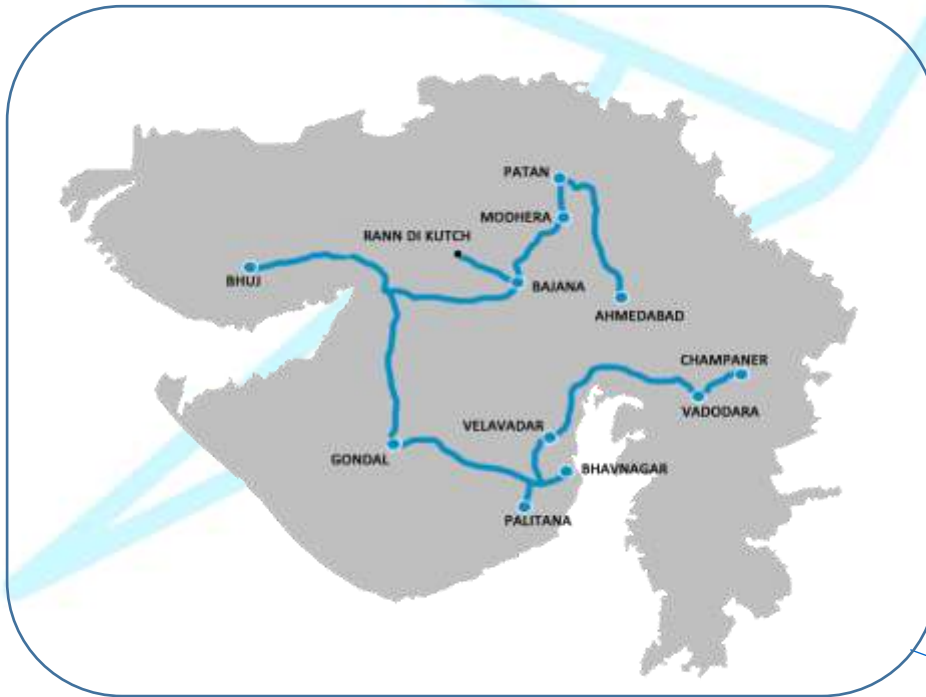 PATAN
MODHERA
RANN DI KUTCH
BHUJ
BAJANA
AHMEDABAD
CHAMPANER
VADODARA
VELAVADAR
GONDAL
BHAVNAGAR
PALITANA